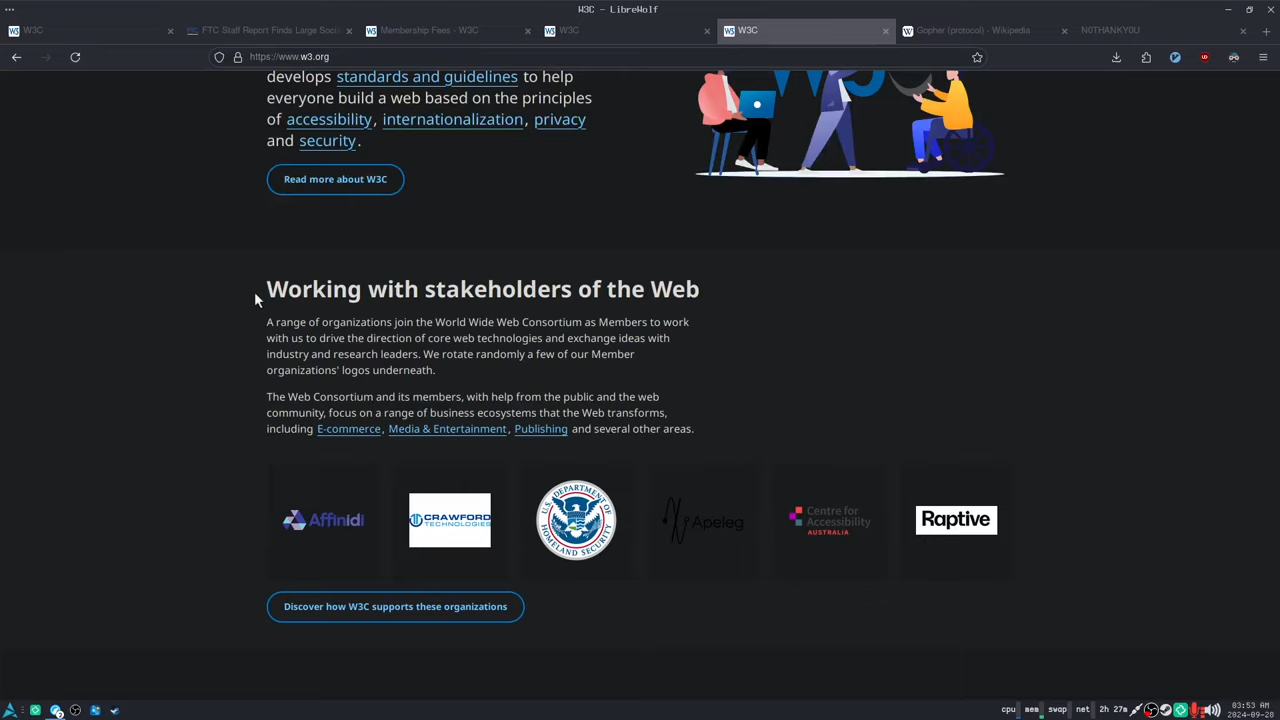 W3C — LibreWolf
W3C
FTC Staff Report Finds Large Soci
Membership Fees - W3C
W3C
W3C
Gopher (protocol) - Wikipedia
N0THANKY0U
https://www.w3.org
develops standards and guidelines to help
everyone build a web based on the principles
of accessibility, internationalization, privacy
and security.
Read more about W3C
Working with stakeholders of the Web
A range of organizations join the World Wide Web Consortium as Members to work
with us to drive the direction of core web technologies and exchange ideas with
industry and research leaders. We rotate randomly a few of our Member
organizations' logos underneath.
The Web Consortium and its members, with help from the public and the web
community, focus on a range of business ecosystems that the Web transforms,
including E-commerce, Media & Entertainment, Publishing and several other areas.
Affinidi
CRAWFORD
TECHNOLOGIES
U.S. DEPARTMENT OF
HOMELAND SECURITY
Apeleg
Centre for
Accessibility
AUSTRALIA
Raptive
Discover how W3C supports these organizations
cpu mem swap net 2h 27m
03:53 AM
2024-09-28